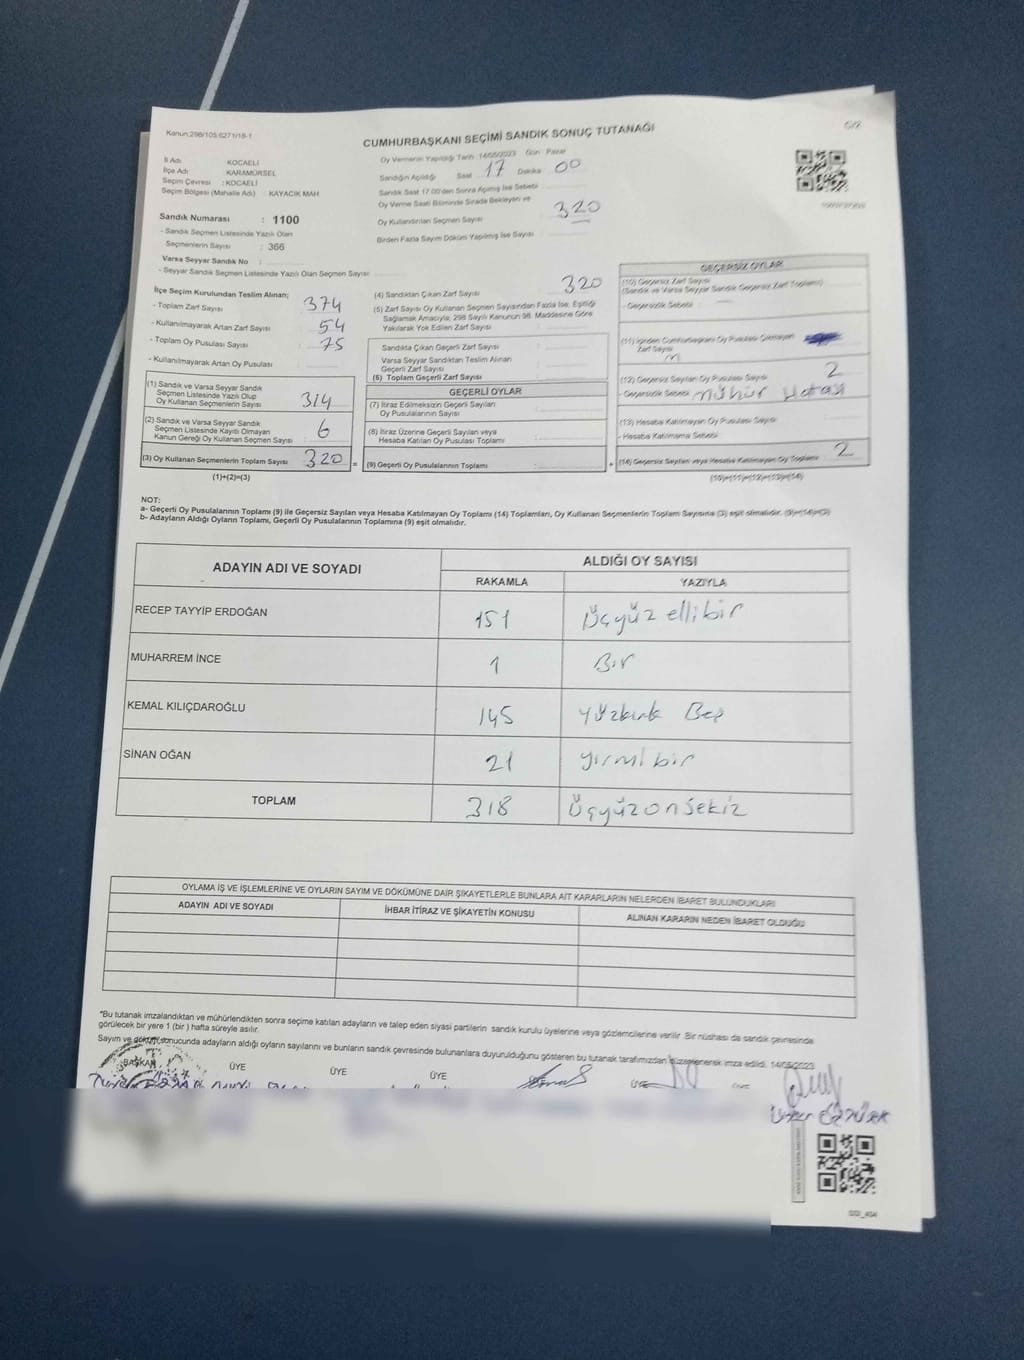 Kanun:298/105;6271/18-1
CUMHURBAŞKANI SEÇİMİ SANDIK SONUÇ TUTANAĞI
İl Adı KOCAELİ
İlçe Adı KARAMÜRSEL
Seçim Çevresi : KOCAELİ
Seçim Bölgesi (Mahalle Adı) : KAYACIK MAH.
Sandık Numarası : 1100
- Sandık Seçmen Listesinde Yazılı Olan
Seçmenlerin Sayısı : 366
Varsa Seyyar Sandık No :
- Seyyar Sandık Seçmen Listesinde Yazılı Olan Seçmen Sayısı
Oy Vermenin Yapıldığı Tarih :14/05/2023 Gün : Pazar
Sandığın Açıldığı Saat 17 Dakika 00
Sandık Saat 17:00'den Sonra Açılmış İse Sebebi
Oy Verme Saati Bitiminde Sırada Bekleyen ve
Oy Kullandırılan Seçmen Sayısı 320
Birden Fazla Sayım Döküm Yapılmış İse Sayısı
İlçe Seçim Kurulundan Teslim Alınan;
- Toplam Zarf Sayısı : 374
- Kullanılmayarak Artan Zarf Sayısı : 54
- Toplam Oy Pusulası Sayısı : 75
- Kullanılmayarak Artan Oy Pusulası :
(1) Sandık ve Varsa Seyyar Sandık
Seçmen Listesinde Yazılı Olup
Oy Kullanan Seçmenlerin Sayısı : 314
(2) Sandık ve Varsa Seyyar Sandık
Seçmen Listesinde Kayıtlı Olmayan
Kanun Gereği Oy Kullanan Seçmen Sayısı : 6
(3) Oy Kullanan Seçmenlerin Toplam Sayısı : 320
(1)+(2)=(3)
(4) Sandıktan Çıkan Zarf Sayısı 320
(5) Zarf Sayısı Oy Kullanan Seçmen Sayısından Fazla İse, Eşitliği
Sağlamak Amacıyla; 298 Sayılı Kanunun 98. Maddesine Göre
Yakılarak Yok Edilen Zarf Sayısı :
Sandıkta Çıkan Geçerli Zarf Sayısı :
Varsa Seyyar Sandıktan Teslim Alınan
Geçerli Zarf Sayısı :
(6) Toplam Geçerli Zarf Sayısı :
GEÇERLİ OYLAR
(7) İtiraz Edilmeksizin Geçerli Sayılan
Oy Pusulalarının Sayısı :
(8) İtiraz Üzerine Geçerli Sayılan veya
Hesaba Katılan Oy Pusulası Toplamı :
= (9) Geçerli Oy Pusulalarının Toplamı : +
GEÇERSİZ OYLAR
(10) Geçersiz Zarf Sayısı
(Sandık ve Varsa Seyyar Sandık Geçersiz Zarf Toplamı)
- Geçersizlik Sebebi
(11) İçinden Cumhurbaşkanı Oy Pusulası Çıkmayan
Zarf Sayısı
(12) Geçersiz Sayılan Oy Pusulası Sayısı 2
- Geçersizlik Sebebi mühür Hatası
(13) Hesaba Katılmayan Oy Pusulası Sayısı
- Hesaba Katılmama Sebebi
(14) Geçersiz Sayılan veya Hesaba Katılmayan Oy Toplamı 2
(10)+(11)+(12)+(13)=(14)
NOT:
a- Geçerli Oy Pusulalarının Toplamı (9) ile Geçersiz Sayılan veya Hesaba Katılmayan Oy Toplamı (14) Toplamları, Oy Kullanan Seçmenlerin Toplam Sayısına (3) eşit olmalıdır. (9)+(14)=(3)
b- Adayların Aldığı Oyların Toplamı, Geçerli Oy Pusulalarının Toplamına (9) eşit olmalıdır.
ADAYIN ADI VE SOYADI ALDIĞI OY SAYISI
RAKAMLA YAZIYLA
RECEP TAYYİP ERDOĞAN 151 Üçyüz ellibir
MUHARREM İNCE 1 Bir
KEMAL KILIÇDAROĞLU 145 Yüzkırk Beş
SİNAN OĞAN 21 yirmi bir
TOPLAM 318 Üçyüz on sekiz
OYLAMA İŞ VE İŞLEMLERİNE VE OYLARIN SAYIM VE DÖKÜMÜNE DAİR ŞİKAYETLERLE BUNLARA AİT KARARLARIN NELERDEN İBARET BULUNDUKLARI
ADAYIN ADI VE SOYADI İHBAR İTİRAZ VE ŞİKAYETİN KONUSU ALINAN KARARIN NEDEN İBARET OLDUĞU
*Bu tutanak imzalandıktan ve mühürlendikten sonra seçime katılan adayların ve talep eden siyasi partilerin sandık kurulu üyelerine veya gözlemcilerine verilir. Bir nüshası da sandık çevresinde
görülecek bir yere 1 (bir) hafta süreyle asılır.
Sayım ve döküm sonucunda adayların aldığı oyların sayılarını ve bunların sandık çevresinde bulunanlara duyurulduğunu gösteren bu tutanak tarafımızdan düzenlenerek imza edildi. 14/05/2023
BAŞKAN ÜYE ÜYE ÜYE ÜYE